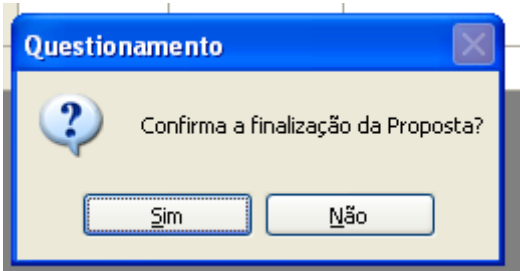 Questionamento
?
Confirma a finalização da Proposta?
Sim
Não